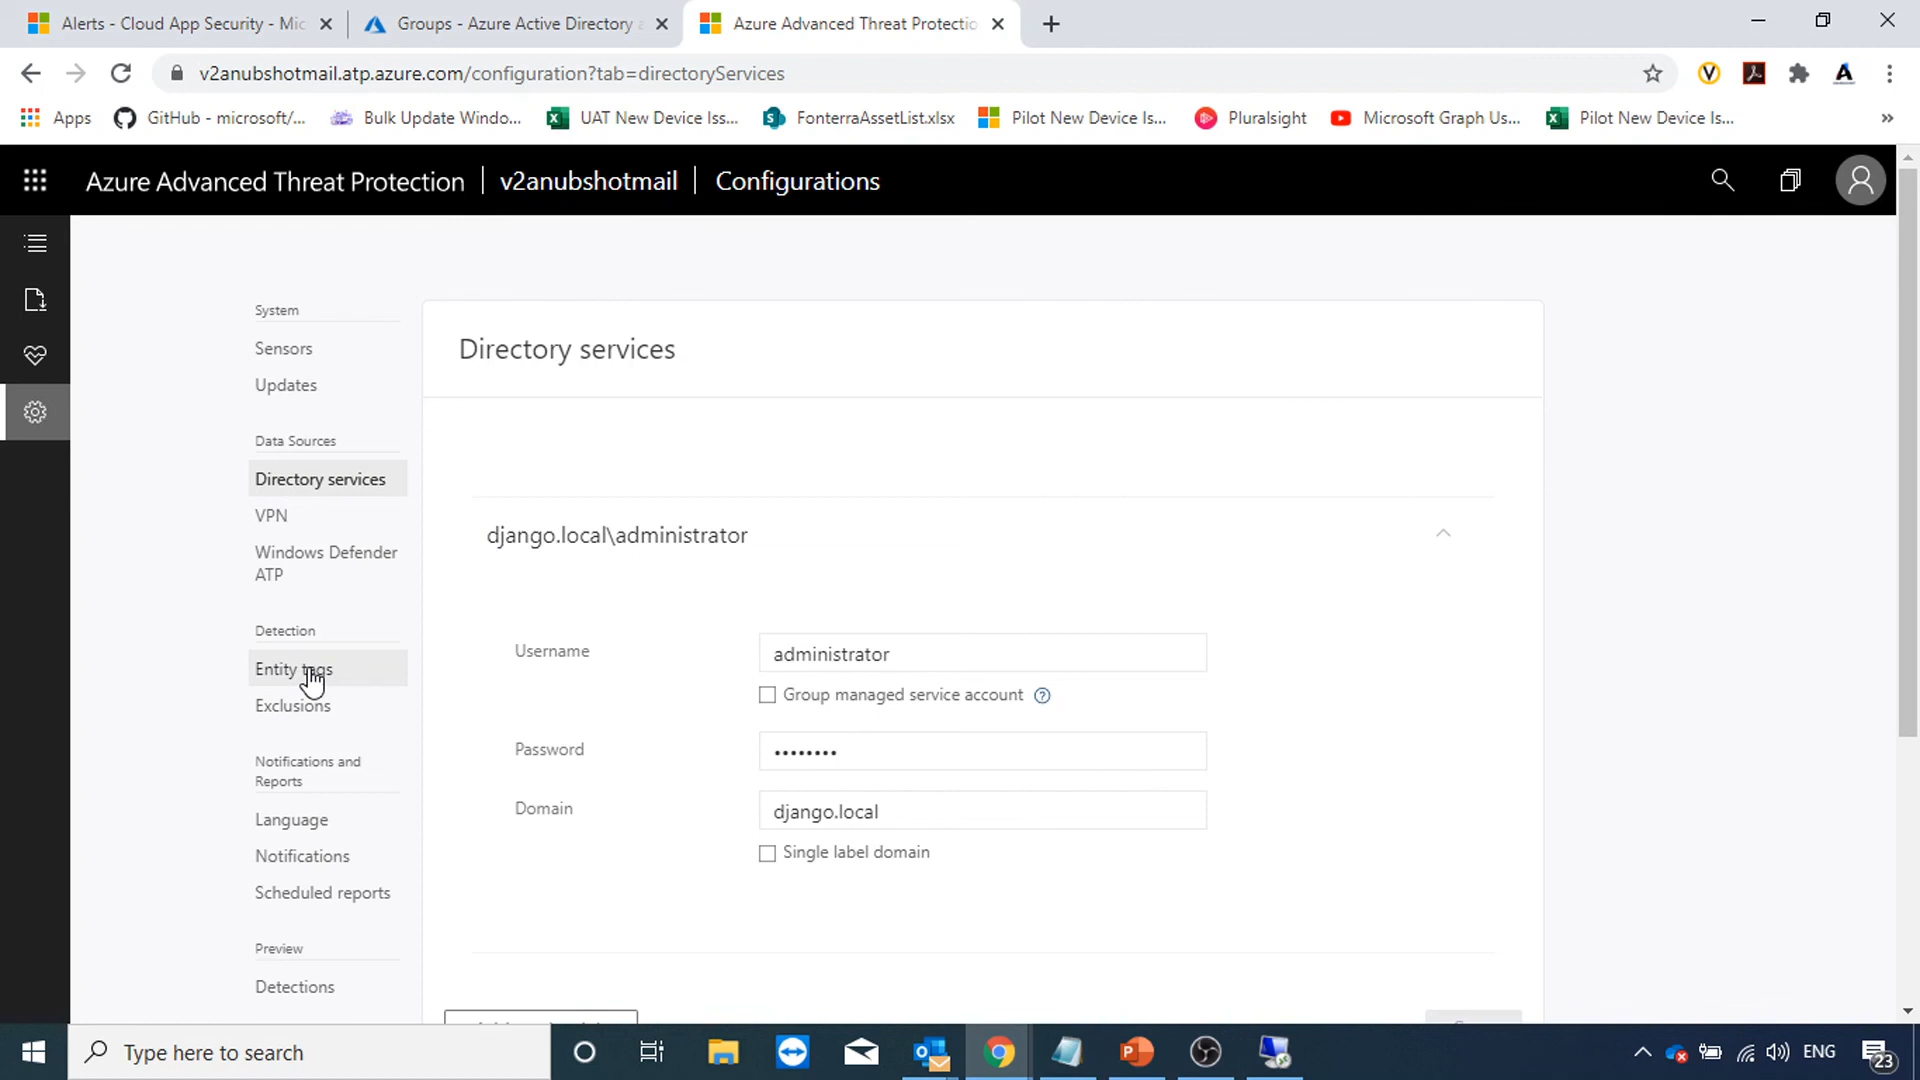 Alerts - Cloud App Security - Mic
Groups - Azure Active Directory a
Azure Advanced Threat Protectio
v2anubshotmail.atp.azure.com/configuration?tab=directoryServices
Apps
GitHub - microsoft/...
Bulk Update Windo...
UAT New Device Iss...
FonterraAssetList.xlsx
Pilot New Device Is...
Pluralsight
Microsoft Graph Us...
Pilot New Device Is...
»
Azure Advanced Threat Protection
v2anubshotmail
Configurations
System
Sensors
Updates
Data Sources
Directory services
VPN
Windows Defender
ATP
Detection
Entity tags
Exclusions
Notifications and
Reports
Language
Notifications
Scheduled reports
Preview
Detections
Directory services
django.local\administrator
Username
administrator
Group managed service account
Password
••••••••
Domain
django.local
Single label domain
Type here to search
ENG
23